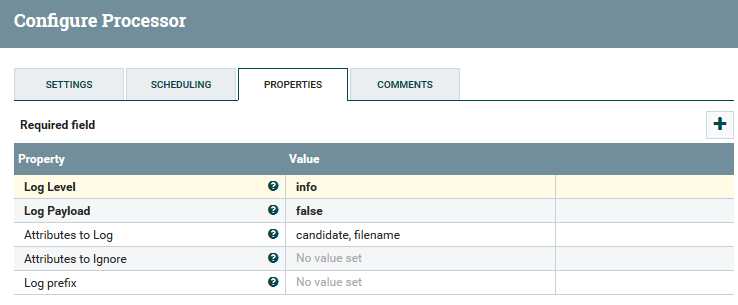 Configure Processor
SETTINGS SCHEDULING PROPERTIES COMMENTS
Required field
Property Value
Log Level info
Log Payload false
Attributes to Log candidate, filename
Attributes to Ignore No value set
Log prefix No value set